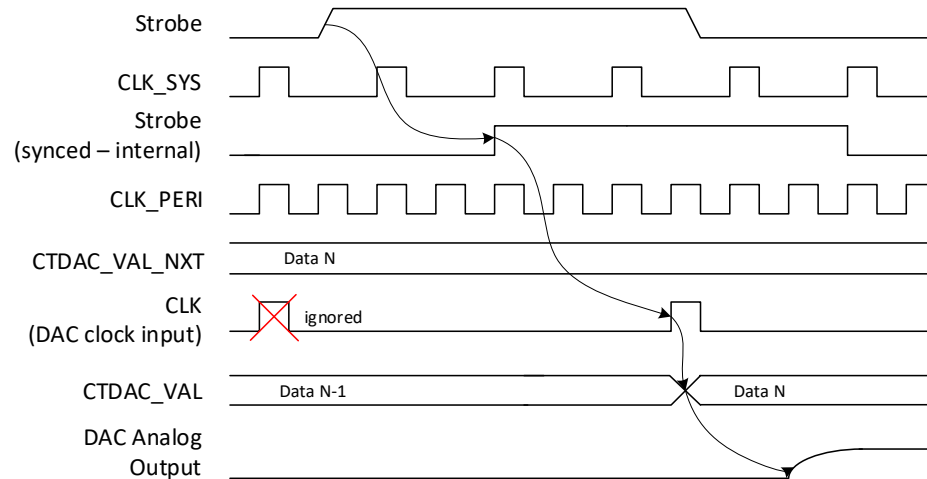 Strobe
CLK_SYS
Strobe
(synced – internal)
CLK_PERI
CTDAC_VAL_NXT
Data N
CLK
(DAC clock input)
ignored
CTDAC_VAL
Data N-1
Data N
DAC Analog
Output